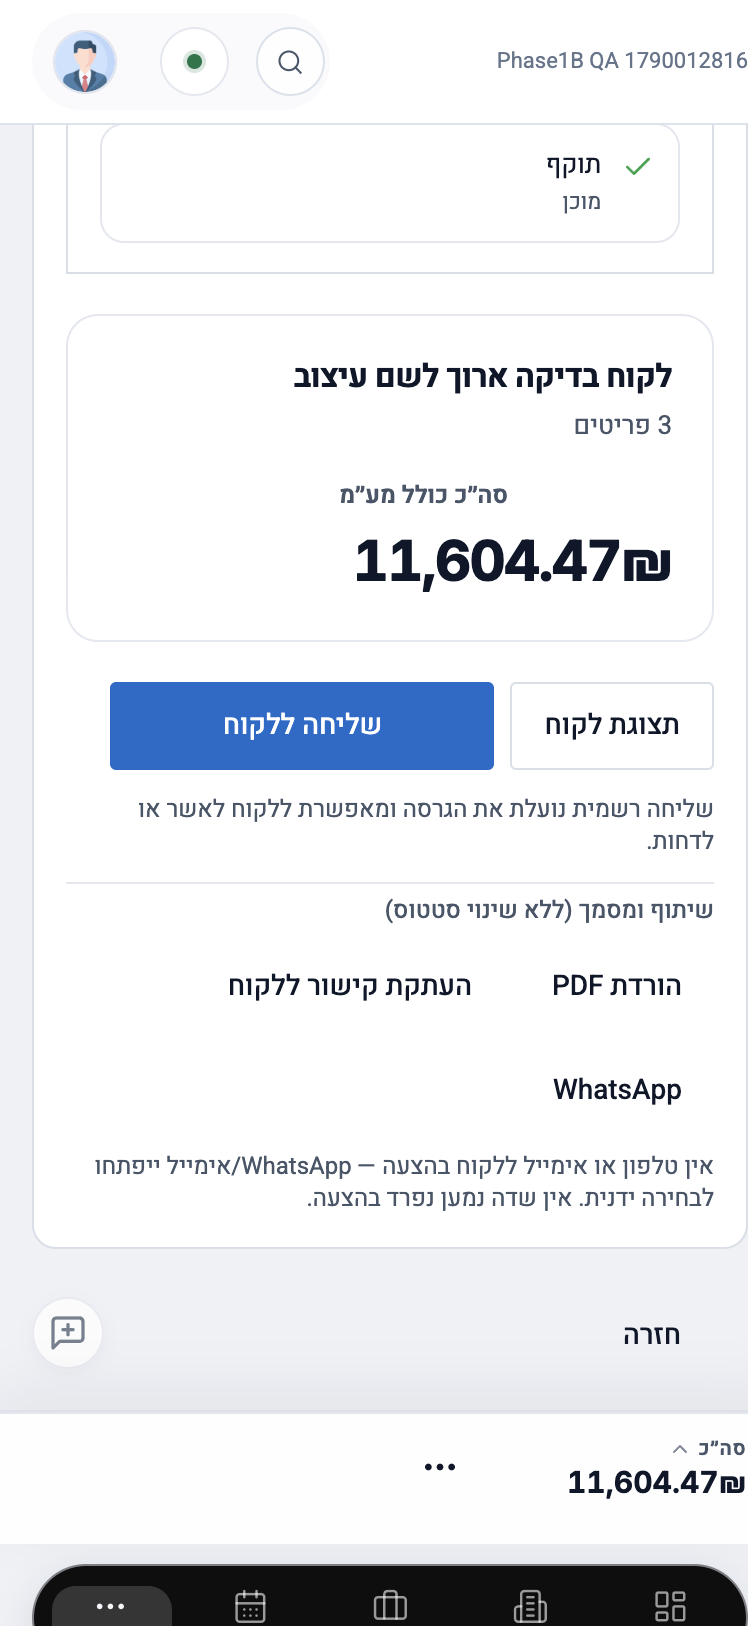 Phase1B QA 1790012816
תוקף
מוכן
לקוח בדיקה ארוך לשם עיצוב
3 פריטים
סה״כ כולל מע״מ
₪11,604.47
תצוגת לקוח
שליחה ללקוח
שליחה רשמית נועלת את הגרסה ומאפשרת ללקוח לאשר או
לדחות.
שיתוף ומסמך (ללא שינוי סטטוס)
הורדת PDF
העתקת קישור ללקוח
WhatsApp
אין טלפון או אימייל ללקוח בהצעה — WhatsApp/אימייל ייפתחו
לבחירה ידנית. אין שדה נמען נפרד בהצעה.
חזרה
סה״כ
₪11,604.47